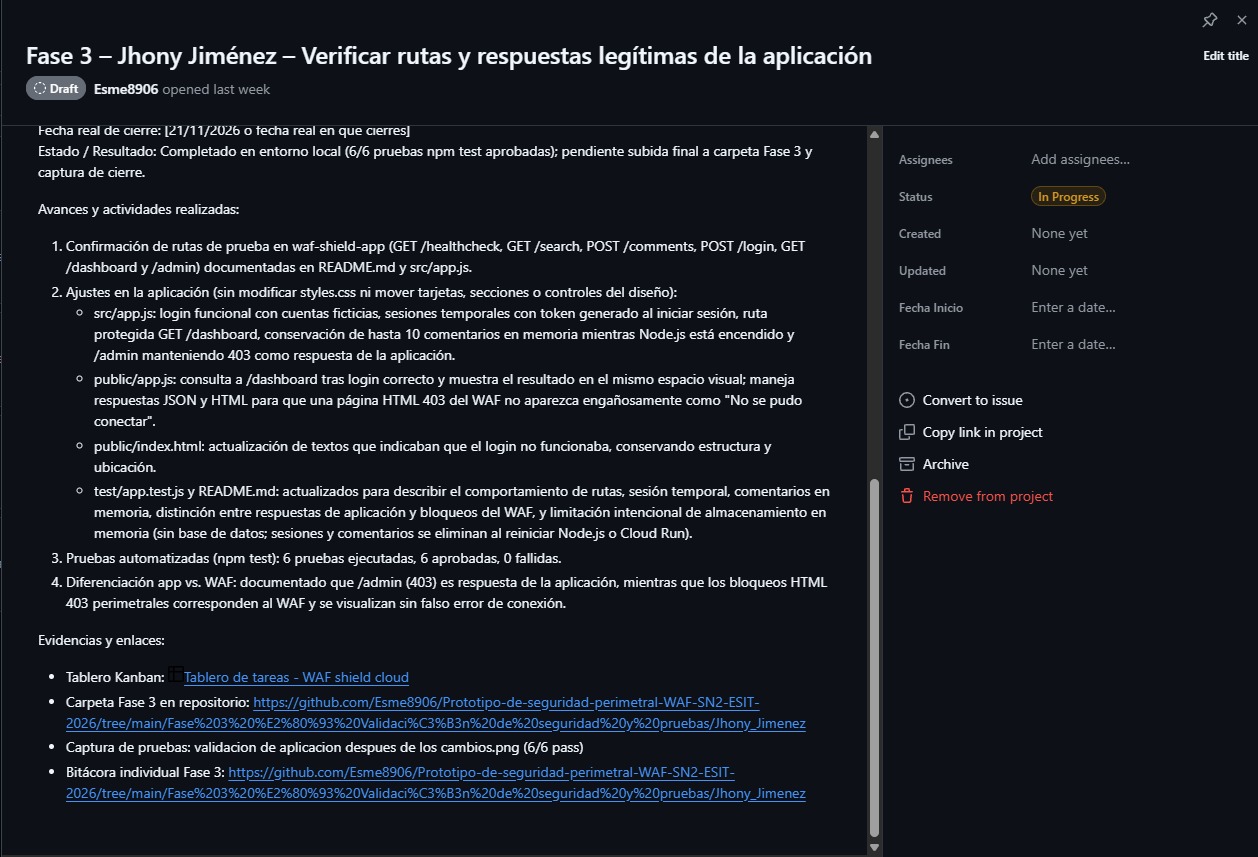 Fase 3 – Jhony Jiménez – Verificar rutas y respuestas legítimas de la aplicación
Edit title
Draft Esme8906 opened last week
Fecha real de cierre: [21/11/2026 o fecha real en que cierres]
Estado / Resultado: Completado en entorno local (6/6 pruebas npm test aprobadas); pendiente subida final a carpeta Fase 3 y
captura de cierre.
Avances y actividades realizadas:
1. Confirmación de rutas de prueba en waf-shield-app (GET /healthcheck, GET /search, POST /comments, POST /login, GET
/dashboard y /admin) documentadas en README.md y src/app.js.
2. Ajustes en la aplicación (sin modificar styles.css ni mover tarjetas, secciones o controles del diseño):
src/app.js: login funcional con cuentas ficticias, sesiones temporales con token generado al iniciar sesión, ruta
protegida GET /dashboard, conservación de hasta 10 comentarios en memoria mientras Node.js está encendido y
/admin manteniendo 403 como respuesta de la aplicación.
public/app.js: consulta a /dashboard tras login correcto y muestra el resultado en el mismo espacio visual; maneja
respuestas JSON y HTML para que una página HTML 403 del WAF no aparezca engañosamente como "No se pudo
conectar".
public/index.html: actualización de textos que indicaban que el login no funcionaba, conservando estructura y
ubicación.
test/app.test.js y README.md: actualizados para describir el comportamiento de rutas, sesión temporal, comentarios en
memoria, distinción entre respuestas de aplicación y bloqueos del WAF, y limitación intencional de almacenamiento en
memoria (sin base de datos; sesiones y comentarios se eliminan al reiniciar Node.js o Cloud Run).
3. Pruebas automatizadas (npm test): 6 pruebas ejecutadas, 6 aprobadas, 0 fallidas.
4. Diferenciación app vs. WAF: documentado que /admin (403) es respuesta de la aplicación, mientras que los bloqueos HTML
403 perimetrales corresponden al WAF y se visualizan sin falso error de conexión.
Evidencias y enlaces:
Tablero Kanban: Tablero de tareas - WAF shield cloud
Carpeta Fase 3 en repositorio: https://github.com/Esme8906/Prototipo-de-seguridad-perimetral-WAF-SN2-ESIT-
2026/tree/main/Fase%203%20%E2%80%93%20Validaci%C3%B3n%20de%20seguridad%20y%20pruebas/Jhony_Jimenez
Captura de pruebas: validacion de aplicacion despues de los cambios.png (6/6 pass)
Bitácora individual Fase 3: https://github.com/Esme8906/Prototipo-de-seguridad-perimetral-WAF-SN2-ESIT-
2026/tree/main/Fase%203%20%E2%80%93%20Validaci%C3%B3n%20de%20seguridad%20y%20pruebas/Jhony_Jimenez
Assignees Add assignees...
Status In Progress
Created None yet
Updated None yet
Fecha Inicio Enter a date...
Fecha Fin Enter a date...
Convert to issue
Copy link in project
Archive
Remove from project